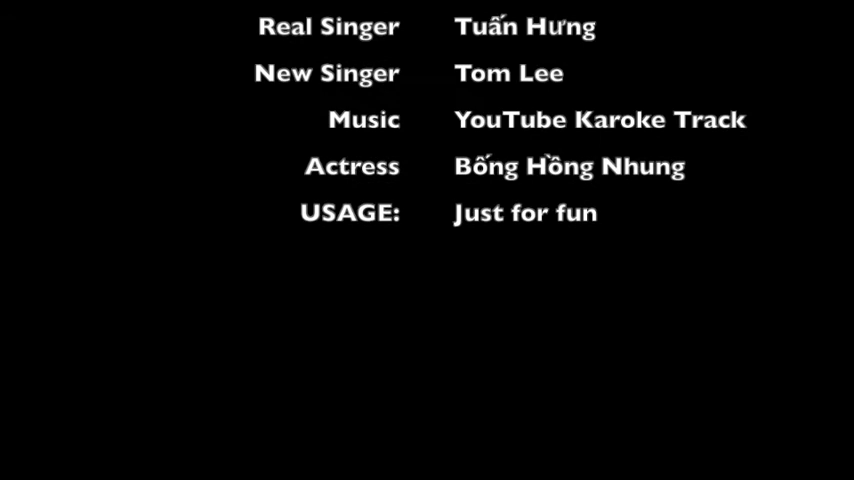 Real Singer Tuấn Hưng
New Singer Tom Lee
Music YouTube Karoke Track
Actress Bống Hồng Nhung
USAGE: Just for fun